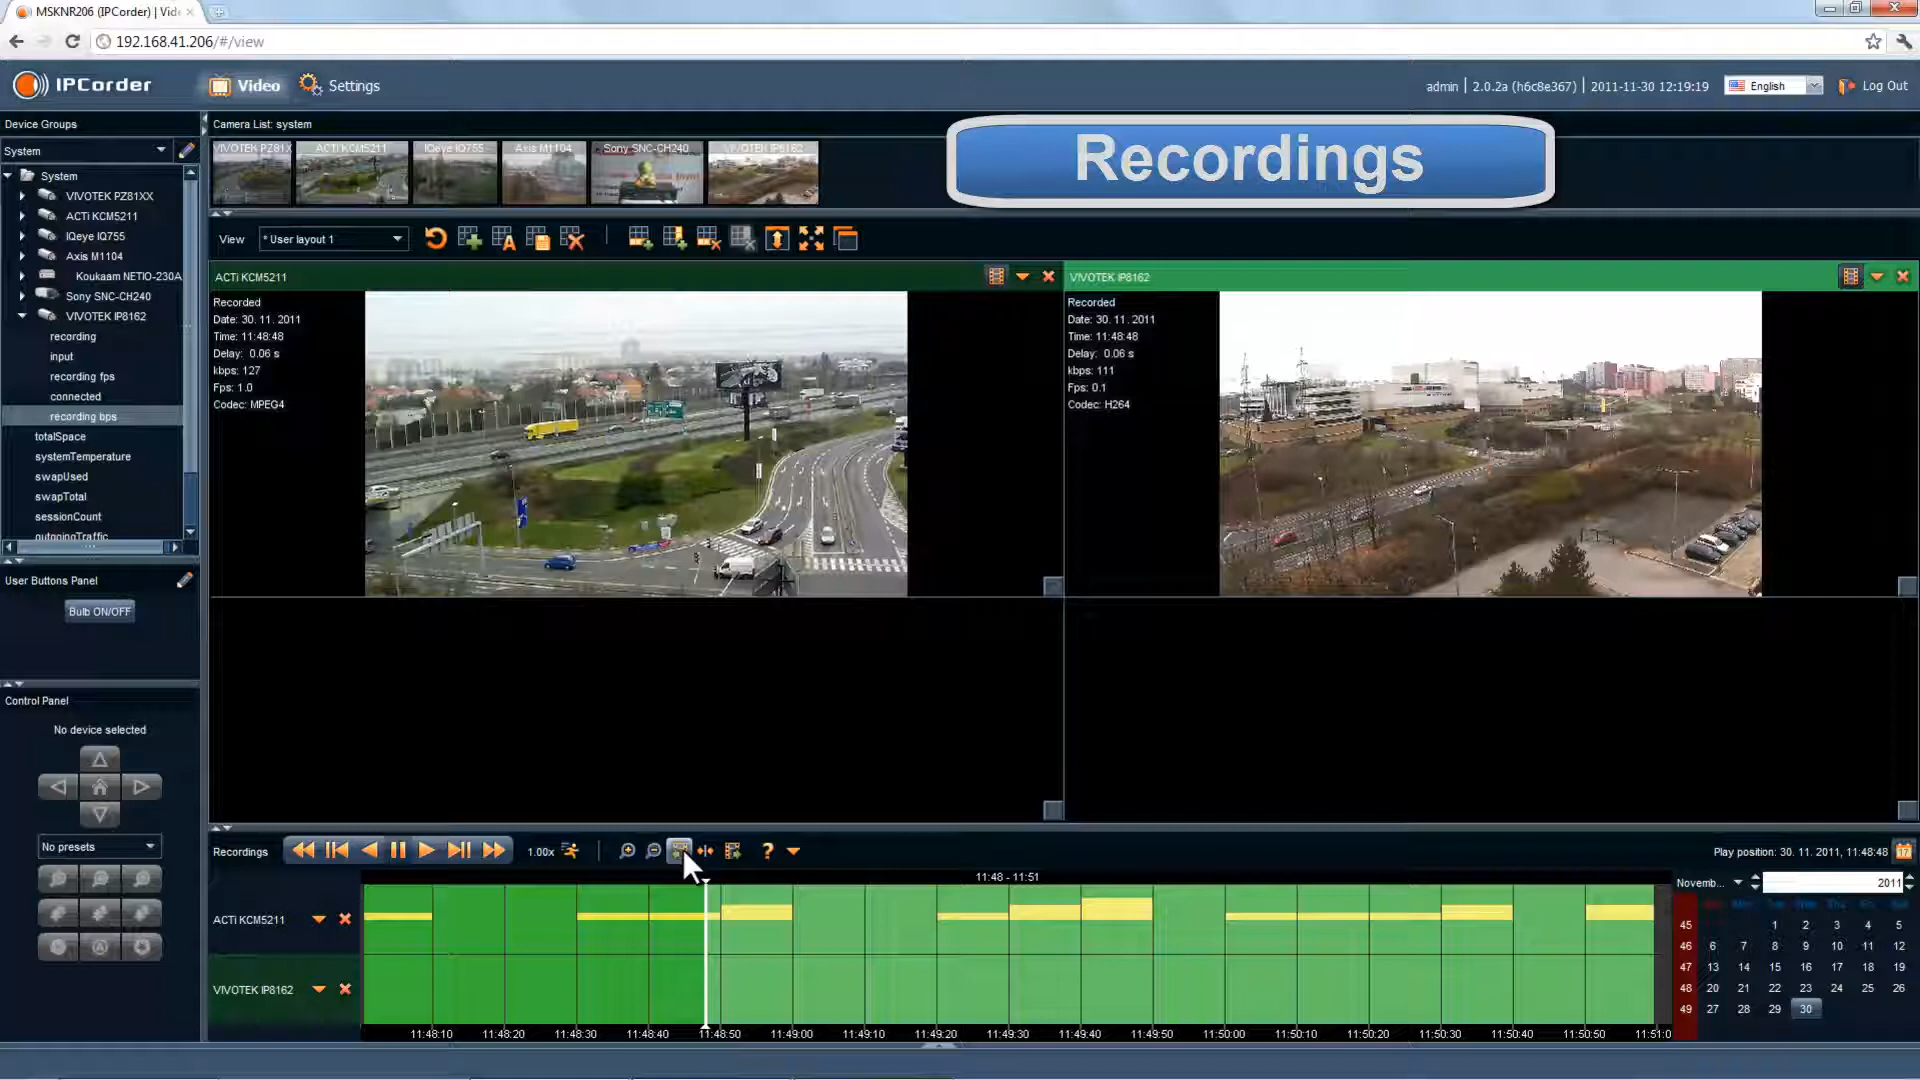 MSKNR206 (IPCorder) | Vid
192.168.41.206/#/view
IPCorder
Video
Settings
admin | 2.0.2a (h6c8e367) | 2011-11-30 12:19:19
English
Log Out
Device Groups
Camera List: system
System
VIVOTEK PZ81X
ACTi KCM5211
IQeye IQ755
Axis M1104
Sony SNC-CH240
VIVOTEK IP8162
Recordings
System
VIVOTEK PZ81XX
ACTi KCM5211
IQeye IQ755
Axis M1104
Koukaam NETIO-230A
Sony SNC-CH240
VIVOTEK IP8162
recording
input
recording fps
connected
recording bps
totalSpace
systemTemperature
swapUsed
swapTotal
sessionCount
outgoingTraffic
View
* User layout 1
ACTi KCM5211
Recorded
Date: 30. 11. 2011
Time: 11:48:48
Delay: 0.06 s
kbps: 127
Fps: 1.0
Codec: MPEG4
VIVOTEK IP8162
Recorded
Date: 30. 11. 2011
Time: 11:48:48
Delay: 0.06 s
kbps: 111
Fps: 0.1
Codec: H264
User Buttons Panel
Bulb ON/OFF
Control Panel
No device selected
No presets
Recordings
1.00x
?
Play position: 30. 11. 2011, 11:48:48
17
11:48 - 11:51
ACTi KCM5211
VIVOTEK IP8162
11:48:10 11:48:20 11:48:30 11:48:40 11:48:50 11:49:00 11:49:10 11:49:20 11:49:30 11:49:40 11:49:50 11:50:00 11:50:10 11:50:20 11:50:30 11:50:40 11:50:50 11:51:0
Novemb... 2011
45 1 2 3 4 5
46 6 7 8 9 10 11 12
47 13 14 15 16 17 18 19
48 20 21 22 23 24 25 26
49 27 28 29 30